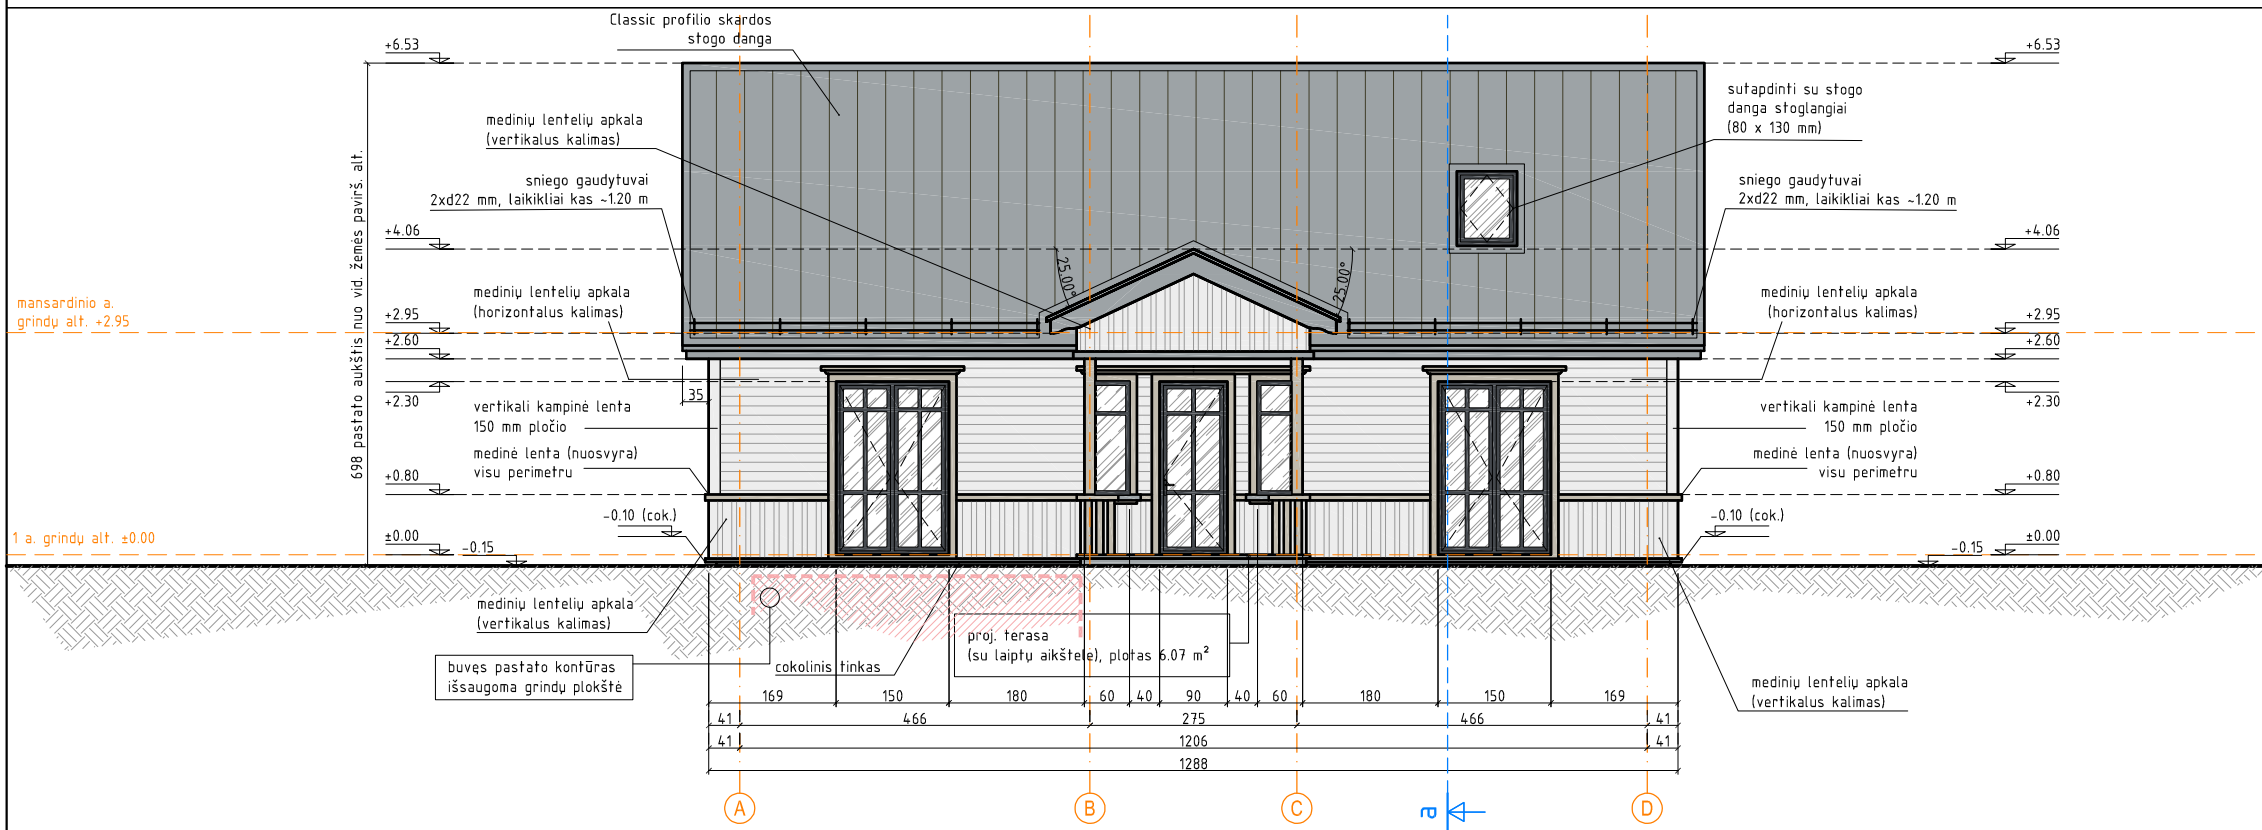 Classic profilio skardos
stogo danga
+6.53
+6.53
sutapdinti su stogo
danga stoglangiai
(80 x 130 mm)
medinių lentelių apkala
(vertikalus kalimas)
698 pastato aukštis nuo vid. žemės pavirš. alt.
sniego gaudytuvai
2xd22 mm, laikikliai kas ~1.20 m
sniego gaudytuvai
2xd22 mm, laikikliai kas ~1.20 m
+4.06
+4.06
25.00°
25.00°
mansardinio a.
grindų alt. +2.95
medinių lentelių apkala
(horizontalus kalimas)
medinių lentelių apkala
(horizontalus kalimas)
+2.95
+2.95
+2.60
+2.60
+2.30
+2.30
35
vertikali kampinė lenta
150 mm pločio
vertikali kampinė lenta
150 mm pločio
medinė lenta (nuosvyra)
visu perimetru
medinė lenta (nuosvyra)
visu perimetru
+0.80
+0.80
-0.10 (cok.)
-0.10 (cok.)
1 a. grindų alt. ±0.00
±0.00
±0.00
-0.15
-0.15
medinių lentelių apkala
(vertikalus kalimas)
proj. terasa
(su laiptų aikštele), plotas 6.07 m²
buvęs pastato kontūras
išsaugoma grindų plokštė
cokolinis tinkas
medinių lentelių apkala
(vertikalus kalimas)
169 150 180 60 40 90 40 60 180 150 169
41 466 275 466 41
41 1206 41
1288
A B C a D